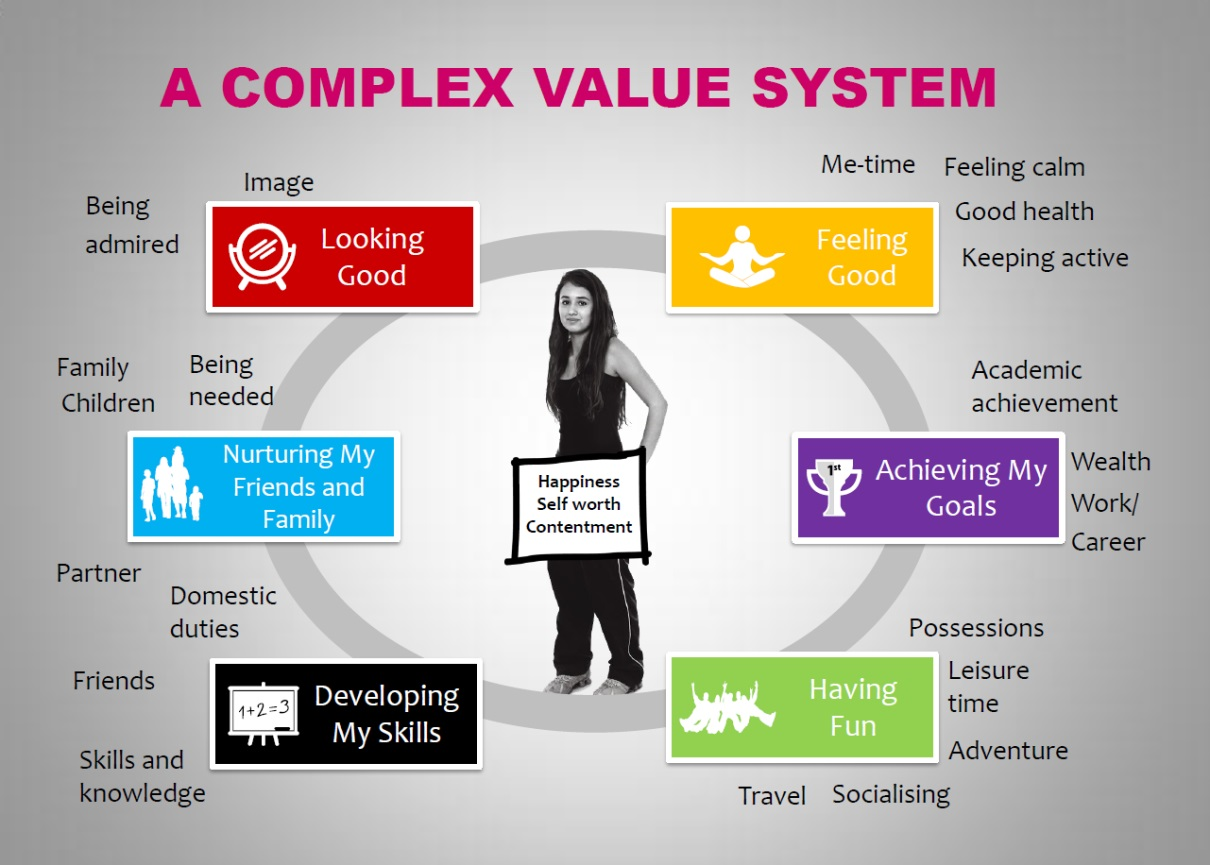 A COMPLEX VALUE SYSTEM
Image
Being
admired
Looking
Good
Me-time
Feeling calm
Good health
Keeping active
Feeling
Good
Family
Children
Being
needed
Nurturing My
Friends and
Family
Partner
Domestic
duties
Friends
Happiness
Self worth
Contentment
Academic
achievement
1st
Achieving My
Goals
Wealth
Work/
Career
1+2=3
Developing
My Skills
Skills and
knowledge
Possessions
Having
Fun
Leisure
time
Adventure
Travel
Socialising